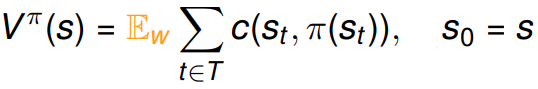 V^π(s) = 𝔼_w ∑_{t∈T} c(s_t, π(s_t)), s_0 = s